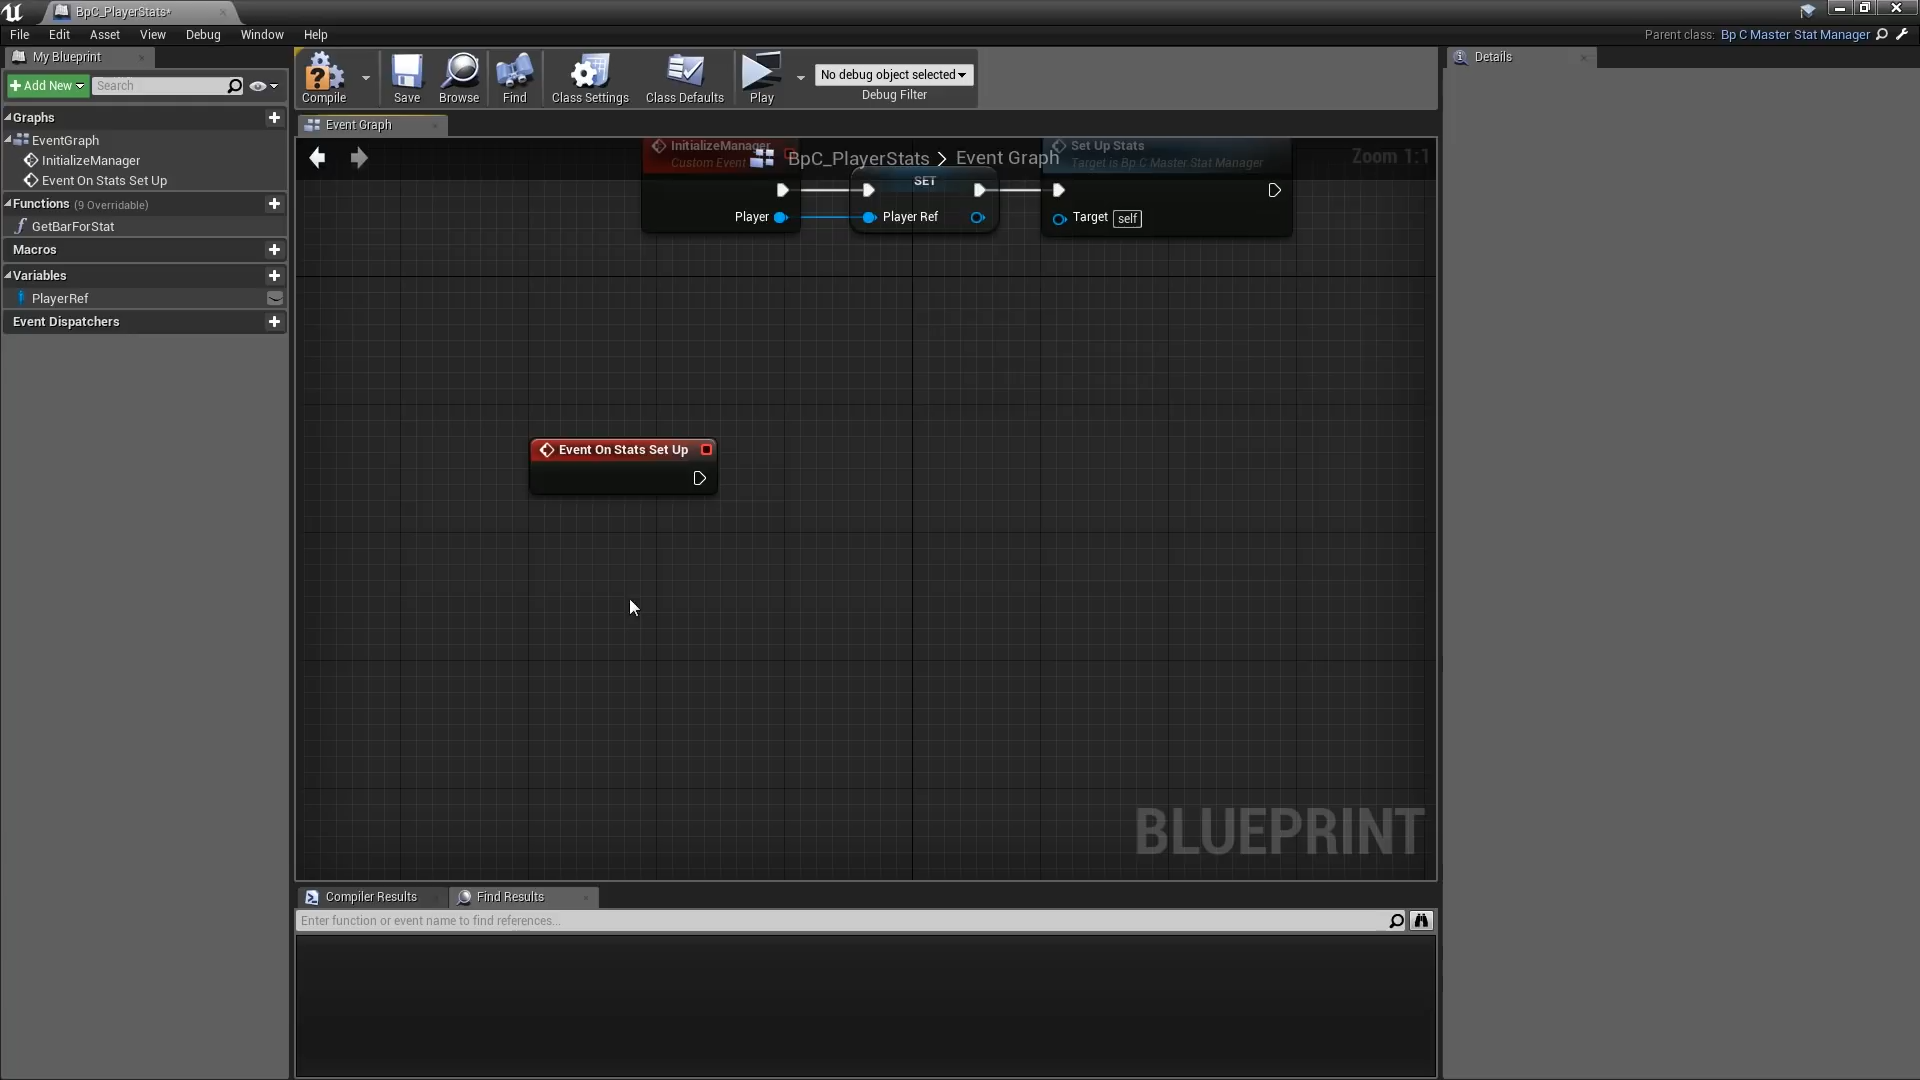 BpC_PlayerStats*
File Edit Asset View Debug Window Help
Parent class: Bp C Master Stat Manager
My Blueprint
Add New Search
Graphs
EventGraph
InitializeManager
Event On Stats Set Up
Functions (9 Overridable)
GetBarForStat
Macros
Variables
PlayerRef
Event Dispatchers
Compile Save Browse Find Class Settings Class Defaults Play
No debug object selected
Debug Filter
Event Graph
BpC_PlayerStats > Event Graph
Zoom 1:1
InitializeManager
Custom Event
Player
SET
Player Ref
Set Up Stats
Target is Bp C Master Stat Manager
Target self
Event On Stats Set Up
BLUEPRINT
Compiler Results Find Results
Enter function or event name to find references...
Details